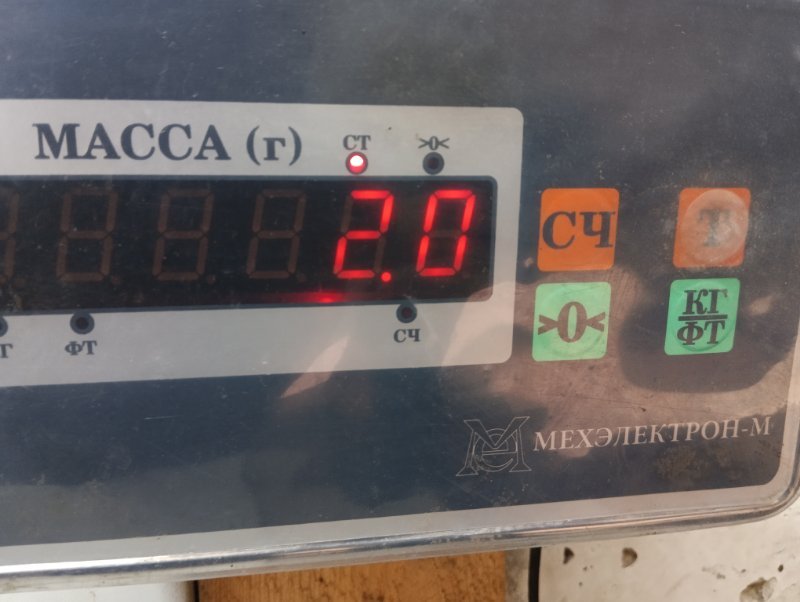 МАССА (г)
СТ
>0<
2.0
СЧ
Т
>0<
КГ
ФТ
Г
ФТ
СЧ
МЕХЭЛЕКТРОН-М